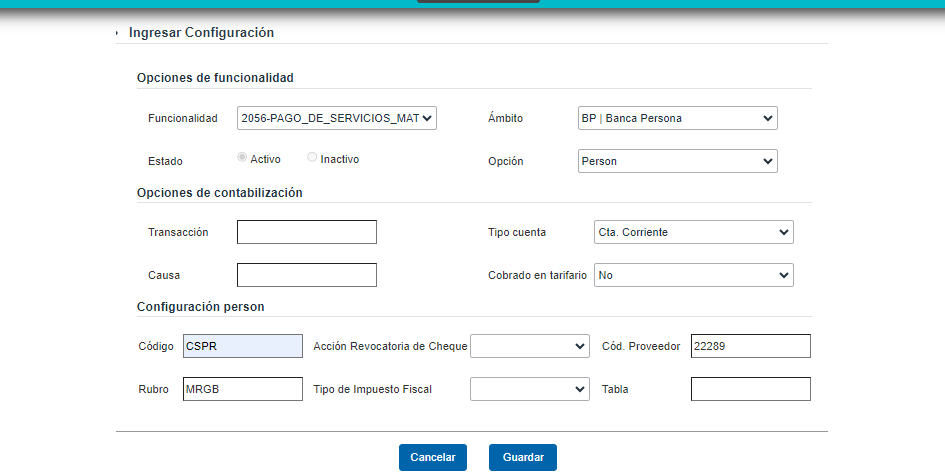 Ingresar Configuración
Opciones de funcionalidad
Funcionalidad 2056-PAGO_DE_SERVICIOS_MAT Ámbito BP | Banca Persona
Estado Activo Inactivo Opción Person
Opciones de contabilización
Transacción Tipo cuenta Cta. Corriente
Causa Cobrado en tarifario No
Configuración person
Código CSPR Acción Revocatoria de Cheque Cód. Proveedor 22289
Rubro MRGB Tipo de Impuesto Fiscal Tabla
Cancelar Guardar